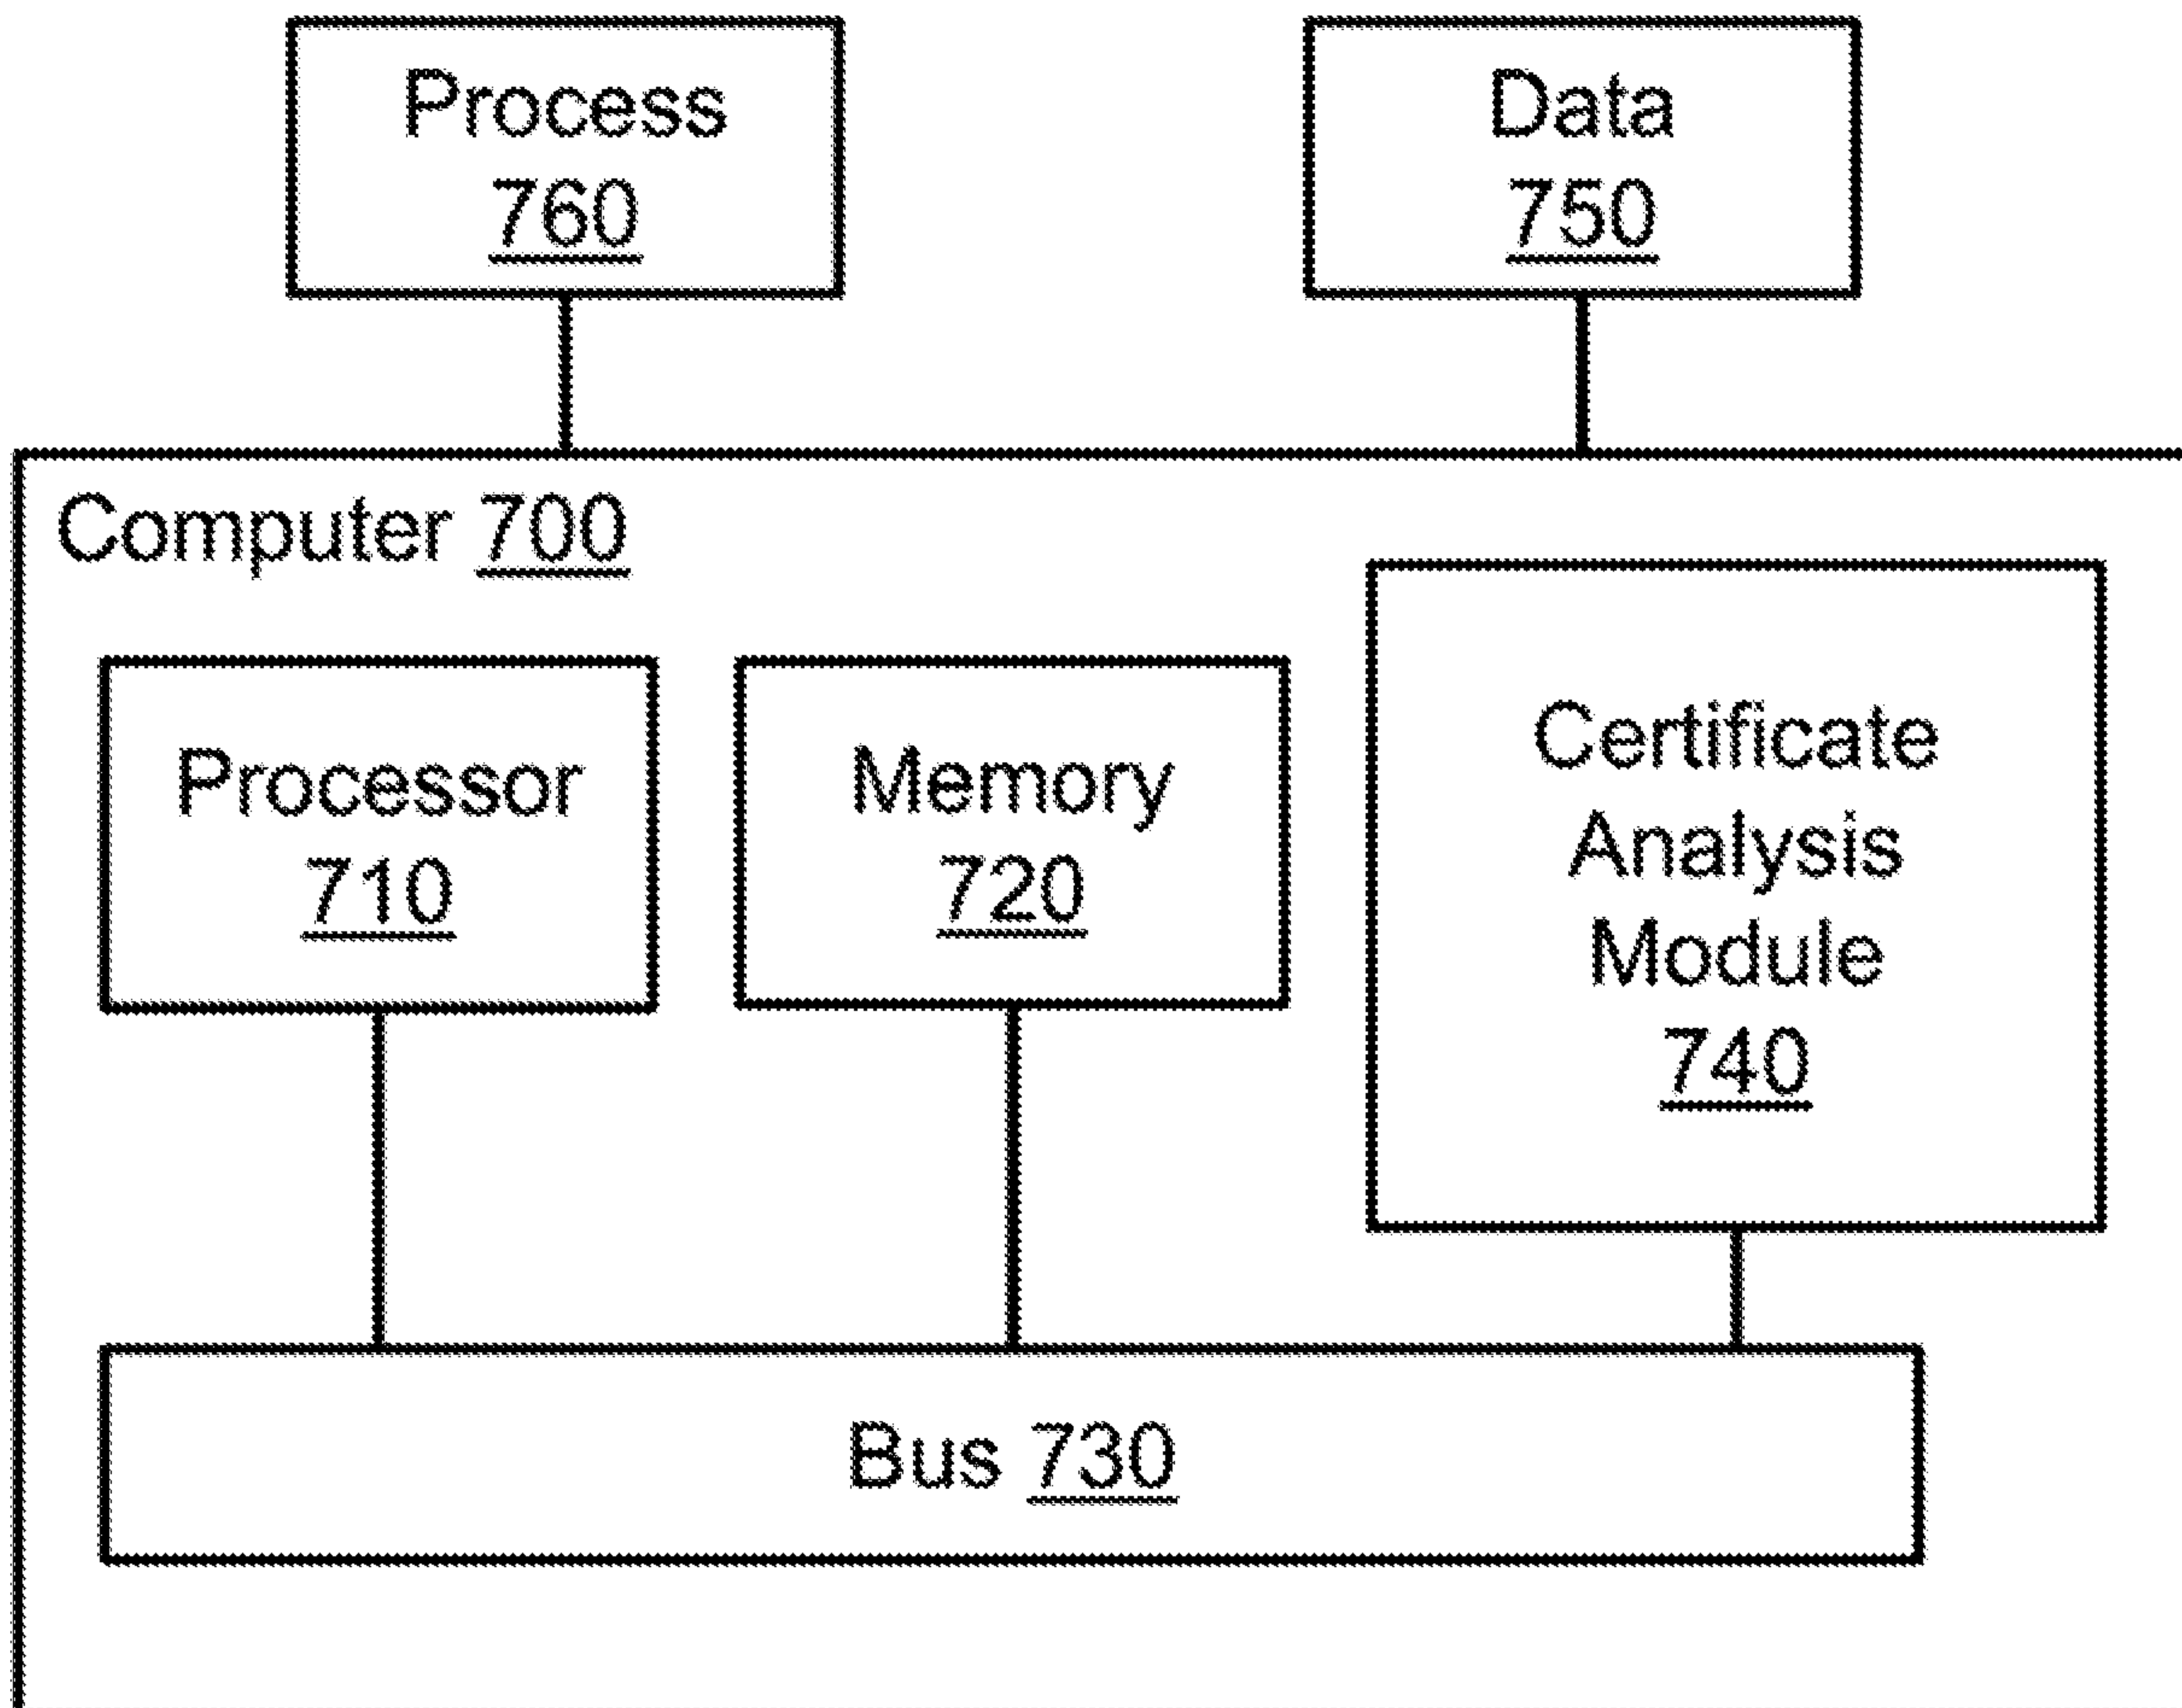 Process
760
Data
750
Computer 700
Processor
710
Memory
720
Certificate
Analysis
Module
740
Bus 730